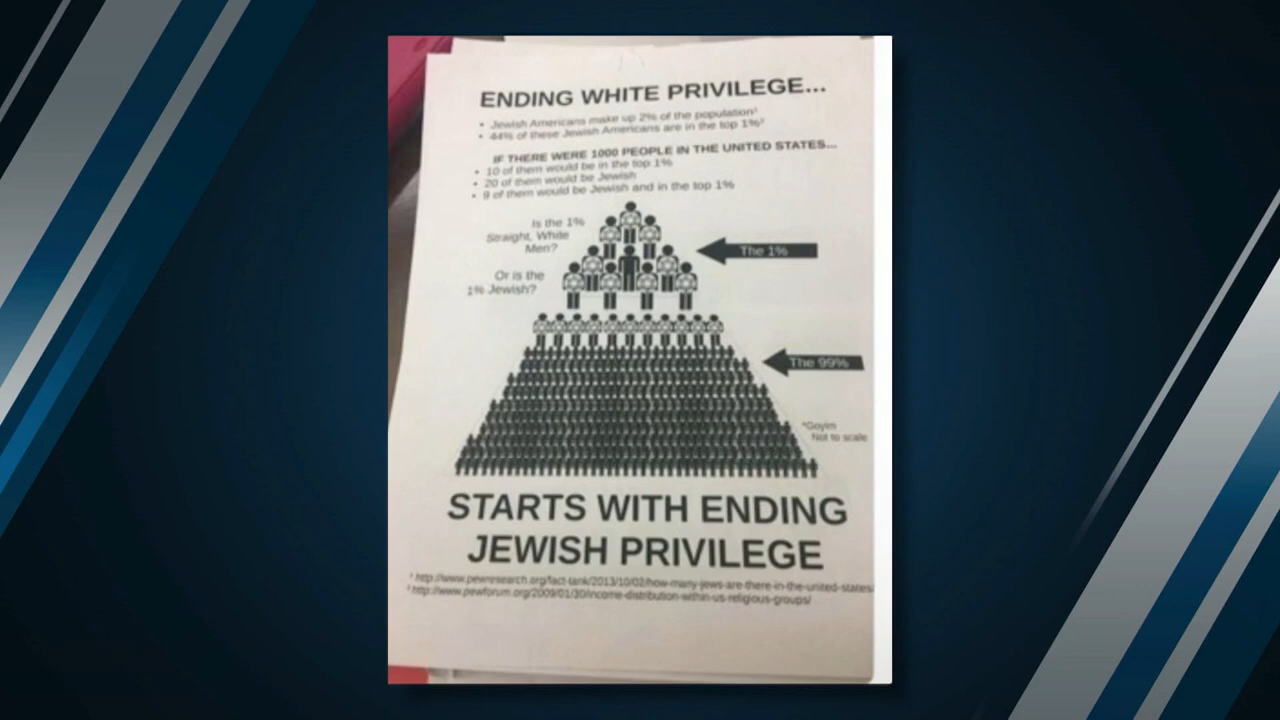 ENDING WHITE PRIVILEGE...
• Jewish Americans make up 2% of the population¹
• 44% of these Jewish Americans are in the top 1%²
IF THERE WERE 1000 PEOPLE IN THE UNITED STATES...
• 10 of them would be in the top 1%
• 20 of them would be Jewish
• 9 of them would be Jewish and in the top 1%
Is the 1%
Straight, White
Men?
The 1%
Or is the
1% Jewish?
The 99%
*Goyim
Not to scale
STARTS WITH ENDING
JEWISH PRIVILEGE
¹ http://www.pewresearch.org/fact-tank/2013/10/02/how-many-jews-are-there-in-the-united-states/
² http://www.pewforum.org/2009/01/30/income-distribution-within-us-religious-groups/